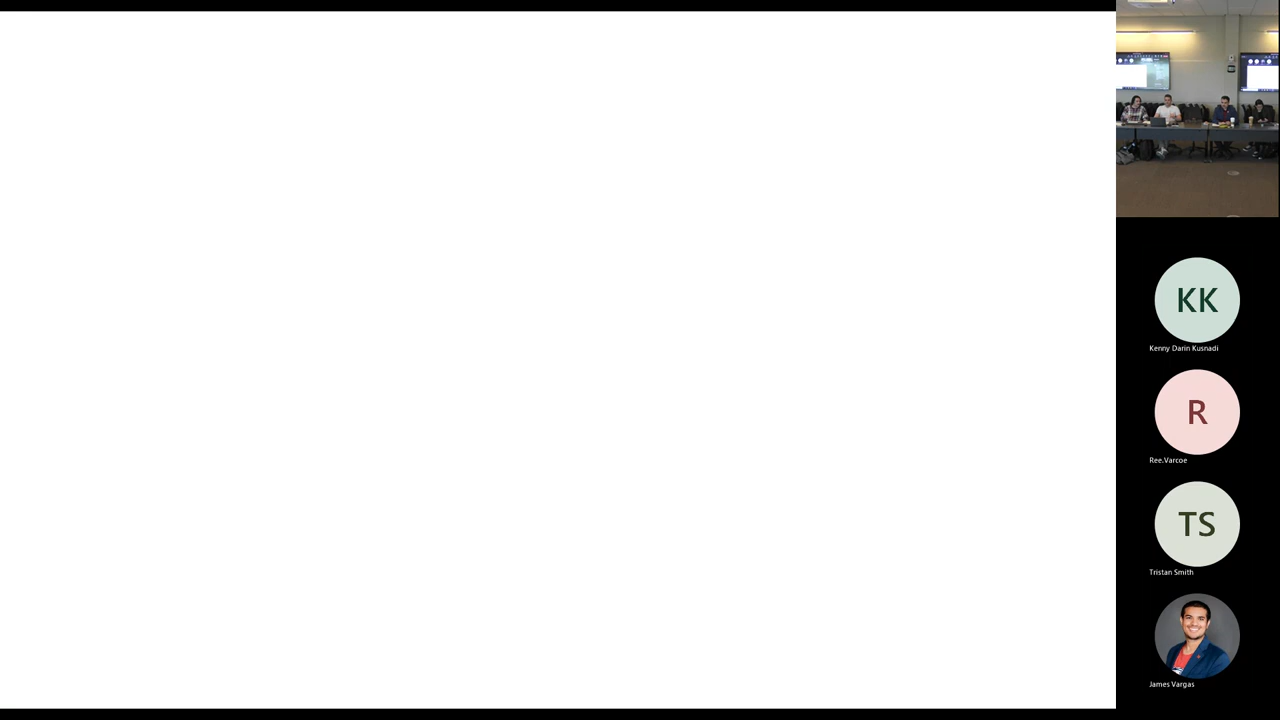 KK
Kenny Darin Kusnadi
R
Ree.Varcoe
TS
Tristan Smith
James Vargas